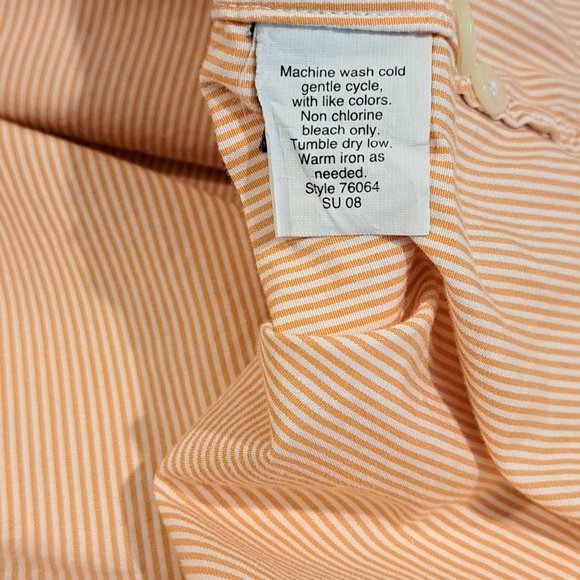 Machine wash cold
gentle cycle,
with like colors.
Non chlorine
bleach only.
Tumble dry low.
Warm iron as
needed.
Style 76064
SU 08